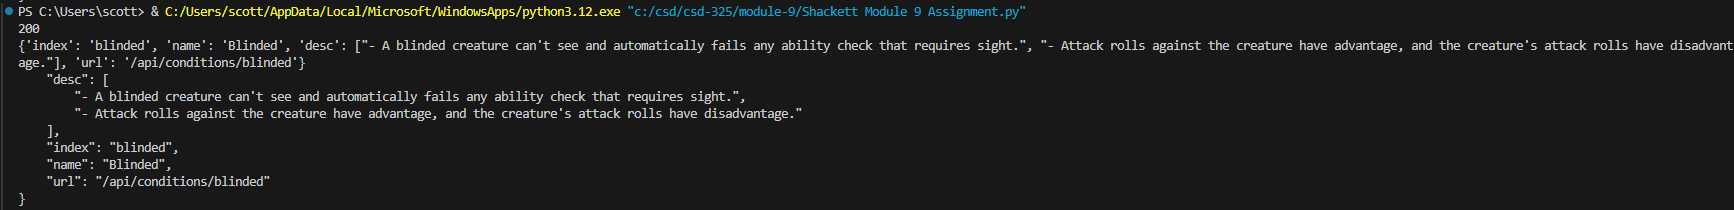 PS C:\Users\scott> & C:/Users/scott/AppData/Local/Microsoft/WindowsApps/python3.12.exe "c:/csd/csd-325/module-9/Shackett Module 9 Assignment.py"
200
{'index': 'blinded', 'name': 'Blinded', 'desc': ["- A blinded creature can't see and automatically fails any ability check that requires sight.", "- Attack rolls against the creature have advantage, and the creature's attack rolls have disadvant
age."], 'url': '/api/conditions/blinded'}
    "desc": [
        "- A blinded creature can't see and automatically fails any ability check that requires sight.",
        "- Attack rolls against the creature have advantage, and the creature's attack rolls have disadvantage."
    ],
    "index": "blinded",
    "name": "Blinded",
    "url": "/api/conditions/blinded"
}